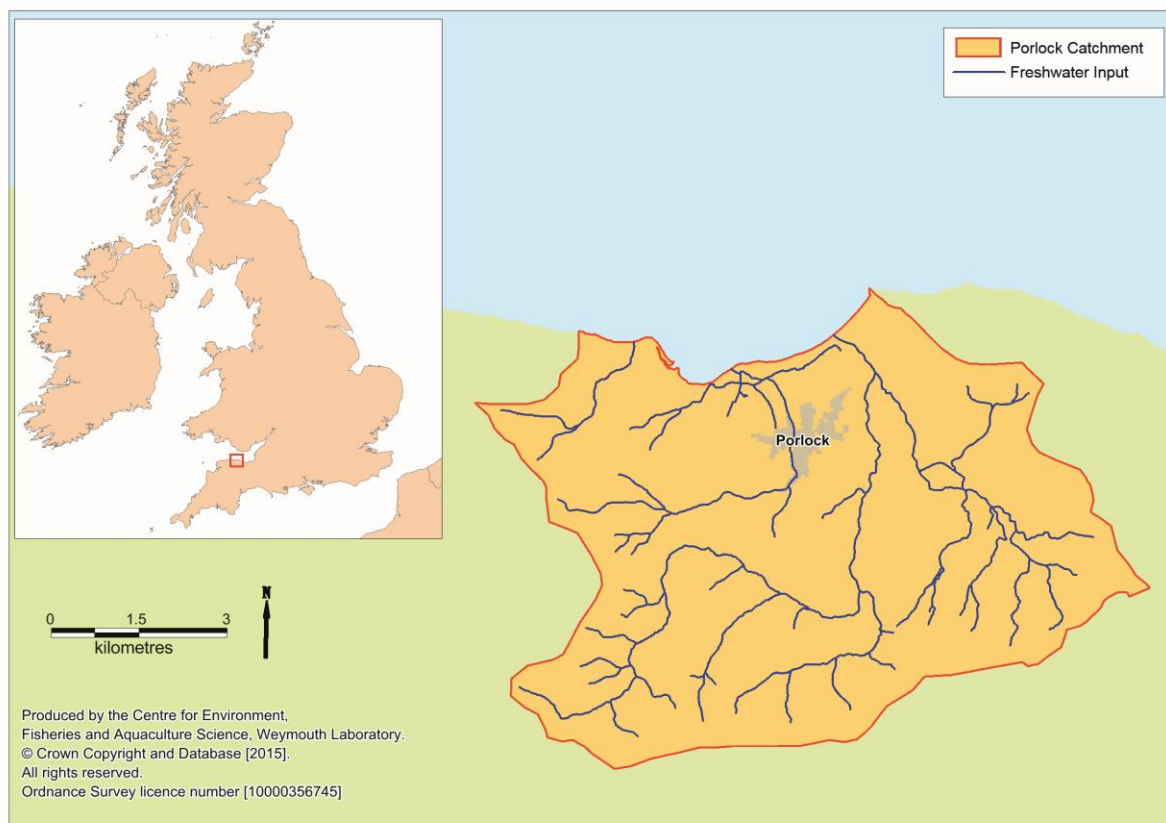 Porlock Catchment
Freshwater Input
Porlock
N
0 1.5 3
kilometres
Produced by the Centre for Environment,
Fisheries and Aquaculture Science, Weymouth Laboratory.
© Crown Copyright and Database [2015].
All rights reserved.
Ordnance Survey licence number [10000356745]